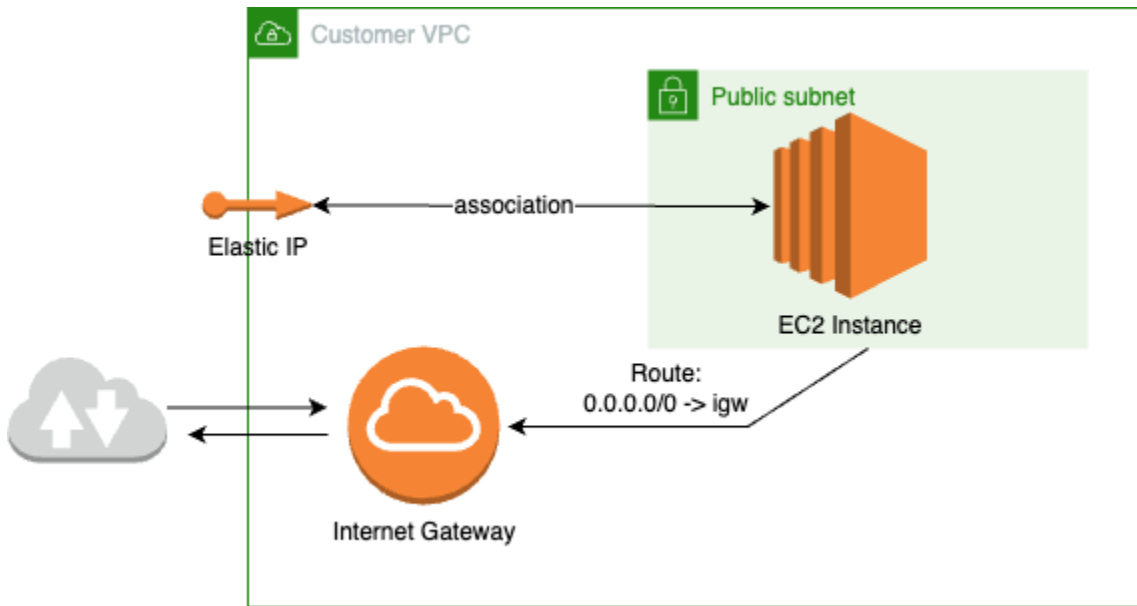 Customer VPC
Public subnet
association
Elastic IP
EC2 Instance
Route:
0.0.0.0/0 -> igw
Internet Gateway